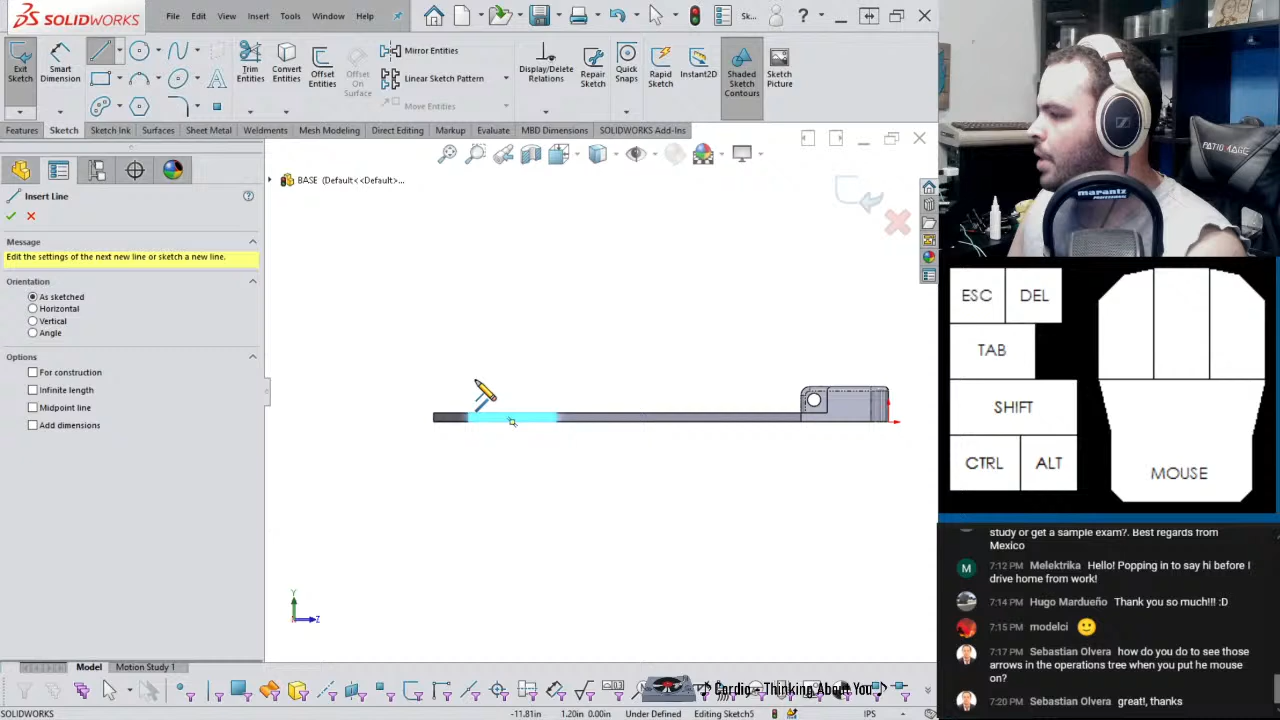 SOLIDWORKS
File Edit View Insert Tools Window Help
Sk...
Exit Sketch
Smart Dimension
Trim Entities
Convert Entities
Offset Entities
Offset On Surface
Mirror Entities
Linear Sketch Pattern
Move Entities
Display/Delete Relations
Repair Sketch
Quick Snaps
Rapid Sketch
Instant2D
Shaded Sketch Contours
Sketch Picture
Features Sketch Sketch Ink Surfaces Sheet Metal Weldments Mesh Modeling Direct Editing Markup Evaluate MBD Dimensions SOLIDWORKS Add-Ins
BASE (Default<<Default>...
Insert Line
Message
Edit the settings of the next new line or sketch a new line.
Orientation
As sketched
Horizontal
Vertical
Angle
Options
For construction
Infinite length
Midpoint line
Add dimensions
Y
Z
Model Motion Study 1
Cardio - Thinking About You
SOLIDWORKS
-11.81in 1.20in 0.00in Under Defined Editing Sketch5 IPS
marantz
PROFESSIONAL
PATIOMAGE
ESC DEL
TAB
SHIFT
CTRL ALT
MOUSE
study or get a sample exam?. Best regards from
Mexico
M 7:12 PM Melektrika Hello! Popping in to say hi before I
drive home from work!
7:14 PM Hugo Mardueño Thank you so much!!! :D
7:15 PM modelci 🙂
7:17 PM Sebastian Olvera how do you do to see those
arrows in the operations tree when you put he mouse
on?
7:20 PM Sebastian Olvera great!, thanks